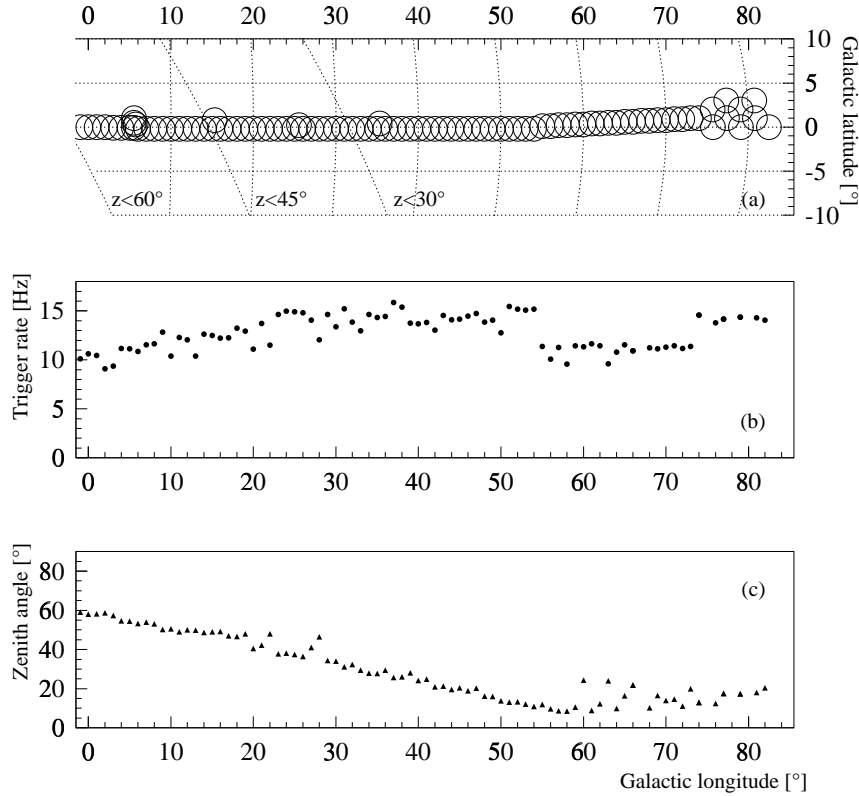 0 10 20 30 40 50 60 70 80
10
5
0
-5
-10
Galactic latitude [°]
z<60° z<45° z<30° (a)
15
10
5
0
Trigger rate [Hz]
(b)
0 10 20 30 40 50 60 70 80
80
60
40
20
0
Zenith angle [°]
(c)
0 10 20 30 40 50 60 70 80
Galactic longitude [°]